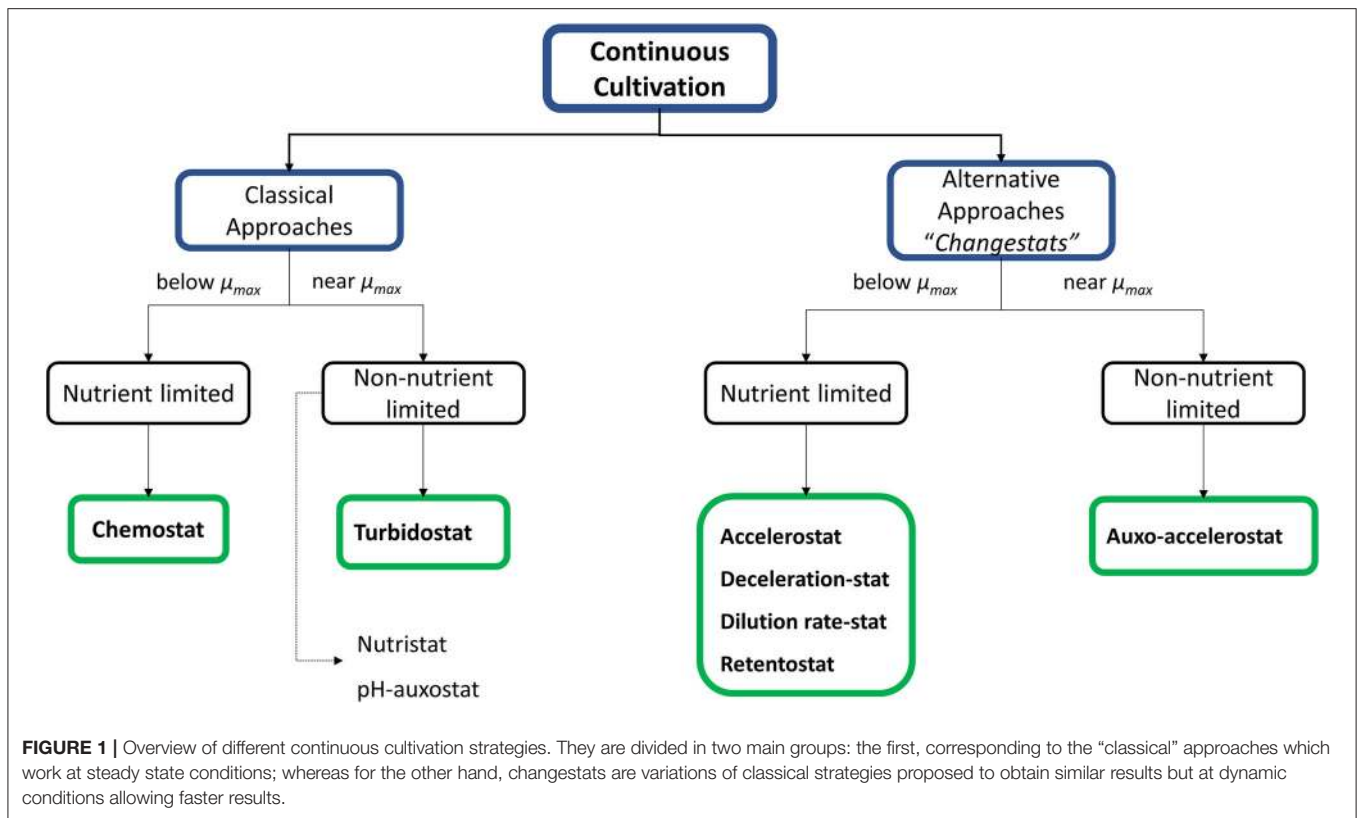 Continuous
Cultivation
Classical
Approaches
Alternative
Approaches
“Changestats”
below μmax
near μmax
below μmax
near μmax
Nutrient limited
Non-nutrient
limited
Nutrient limited
Non-nutrient
limited
Chemostat
Turbidostat
Accelerostat
Deceleration-stat
Dilution rate-stat
Retentostat
Auxo-accelerostat
Nutristat
pH-auxostat
FIGURE 1 | Overview of different continuous cultivation strategies. They are divided in two main groups: the first, corresponding to the “classical” approaches which
work at steady state conditions; whereas for the other hand, changestats are variations of classical strategies proposed to obtain similar results but at dynamic
conditions allowing faster results.